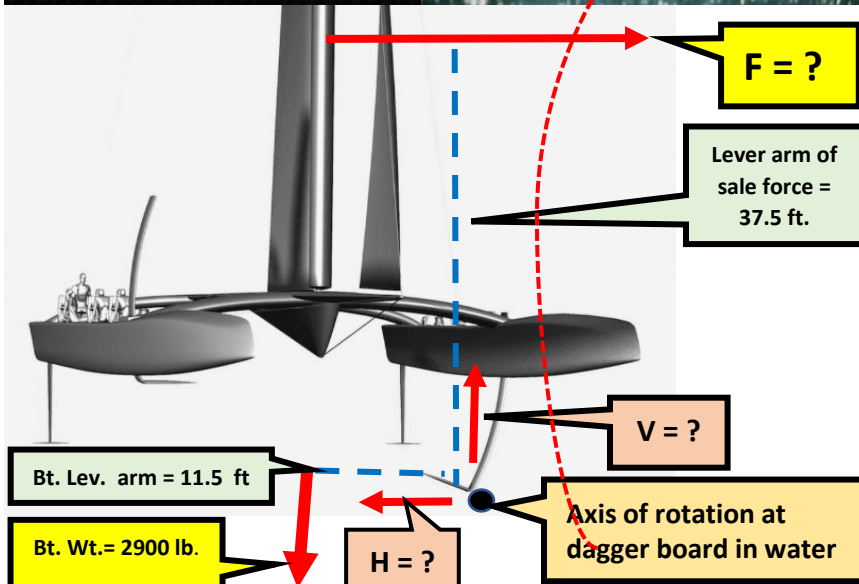 F = ?
Lever arm of
sale force =
37.5 ft.
V = ?
Bt. Lev. arm = 11.5 ft
Axis of rotation at
dagger board in water
Bt. Wt.= 2900 lb.
H = ?